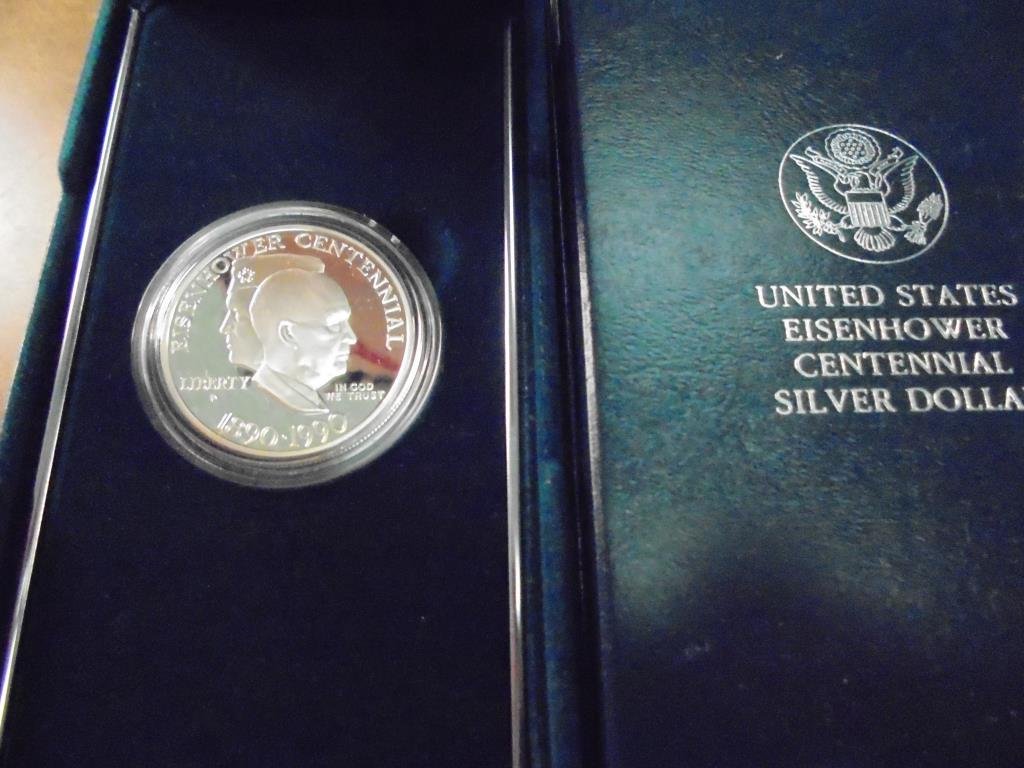 EISENHOWER CENTENNIAL
LIBERTY
P
IN GOD
WE TRUST
1890·1990
UNITED STATES
EISENHOWER
CENTENNIAL
SILVER DOLLA